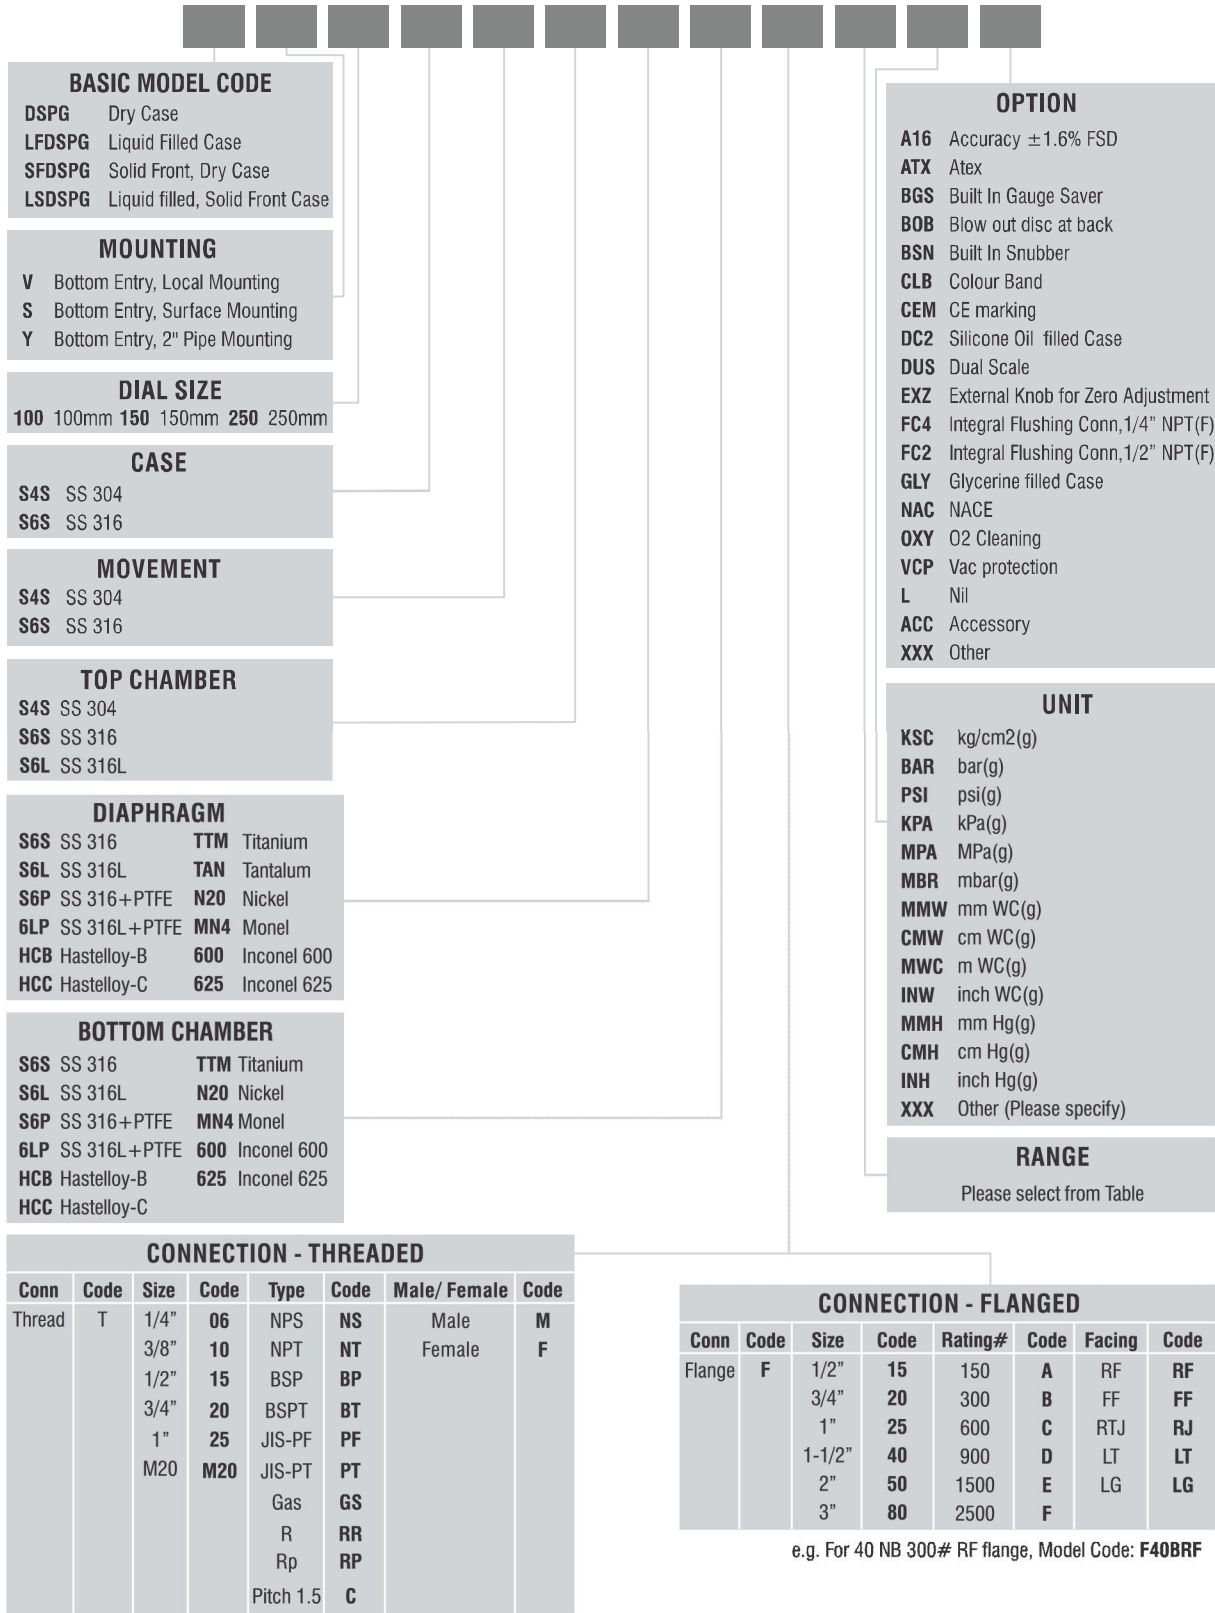 BASIC MODEL CODE
DSPG Dry Case
LFDSPG Liquid Filled Case
SFDSPG Solid Front, Dry Case
LSDSPG Liquid filled, Solid Front Case
MOUNTING
V Bottom Entry, Local Mounting
S Bottom Entry, Surface Mounting
Y Bottom Entry, 2" Pipe Mounting
DIAL SIZE
100 100mm 150 150mm 250 250mm
CASE
S4S SS 304
S6S SS 316
MOVEMENT
S4S SS 304
S6S SS 316
TOP CHAMBER
S4S SS 304
S6S SS 316
S6L SS 316L
DIAPHRAGM
S6S SS 316 TTM Titanium
S6L SS 316L TAN Tantalum
S6P SS 316+PTFE N20 Nickel
6LP SS 316L+PTFE MN4 Monel
HCB Hastelloy-B 600 Inconel 600
HCC Hastelloy-C 625 Inconel 625
BOTTOM CHAMBER
S6S SS 316 TTM Titanium
S6L SS 316L N20 Nickel
S6P SS 316+PTFE MN4 Monel
6LP SS 316L+PTFE 600 Inconel 600
HCB Hastelloy-B 625 Inconel 625
HCC Hastelloy-C
OPTION
A16 Accuracy ±1.6% FSD
ATX Atex
BGS Built In Gauge Saver
BOB Blow out disc at back
BSN Built In Snubber
CLB Colour Band
CEM CE marking
DC2 Silicone Oil filled Case
DUS Dual Scale
EXZ External Knob for Zero Adjustment
FC4 Integral Flushing Conn,1/4” NPT(F)
FC2 Integral Flushing Conn,1/2” NPT(F)
GLY Glycerine filled Case
NAC NACE
OXY O2 Cleaning
VCP Vac protection
L Nil
ACC Accessory
XXX Other
UNIT
KSC kg/cm2(g)
BAR bar(g)
PSI psi(g)
KPA kPa(g)
MPA MPa(g)
MBR mbar(g)
MMW mm WC(g)
CMW cm WC(g)
MWC m WC(g)
INW inch WC(g)
MMH mm Hg(g)
CMH cm Hg(g)
INH inch Hg(g)
XXX Other (Please specify)
RANGE
Please select from Table
CONNECTION - THREADED
Conn Code Size Code Type Code Male/ Female Code
Thread T 1/4” 06 NPS NS Male M
3/8” 10 NPT NT Female F
1/2” 15 BSP BP
3/4” 20 BSPT BT
1” 25 JIS-PF PF
M20 M20 JIS-PT PT
Gas GS
R RR
Rp RP
Pitch 1.5 C
CONNECTION - FLANGED
Conn Code Size Code Rating# Code Facing Code
Flange F 1/2” 15 150 A RF RF
3/4” 20 300 B FF FF
1” 25 600 C RTJ RJ
1-1/2” 40 900 D LT LT
2” 50 1500 E LG LG
3” 80 2500 F
e.g. For 40 NB 300# RF flange, Model Code: F40BRF